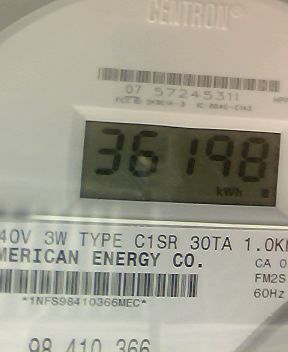 CENTRON®
07 57245311
36198
kWh
40V 3W TYPE C1SR 30TA 1.0K
MERICAN ENERGY CO.
CA 0
FM2S
*1NFS98410366MEC*
60Hz
98 410 366